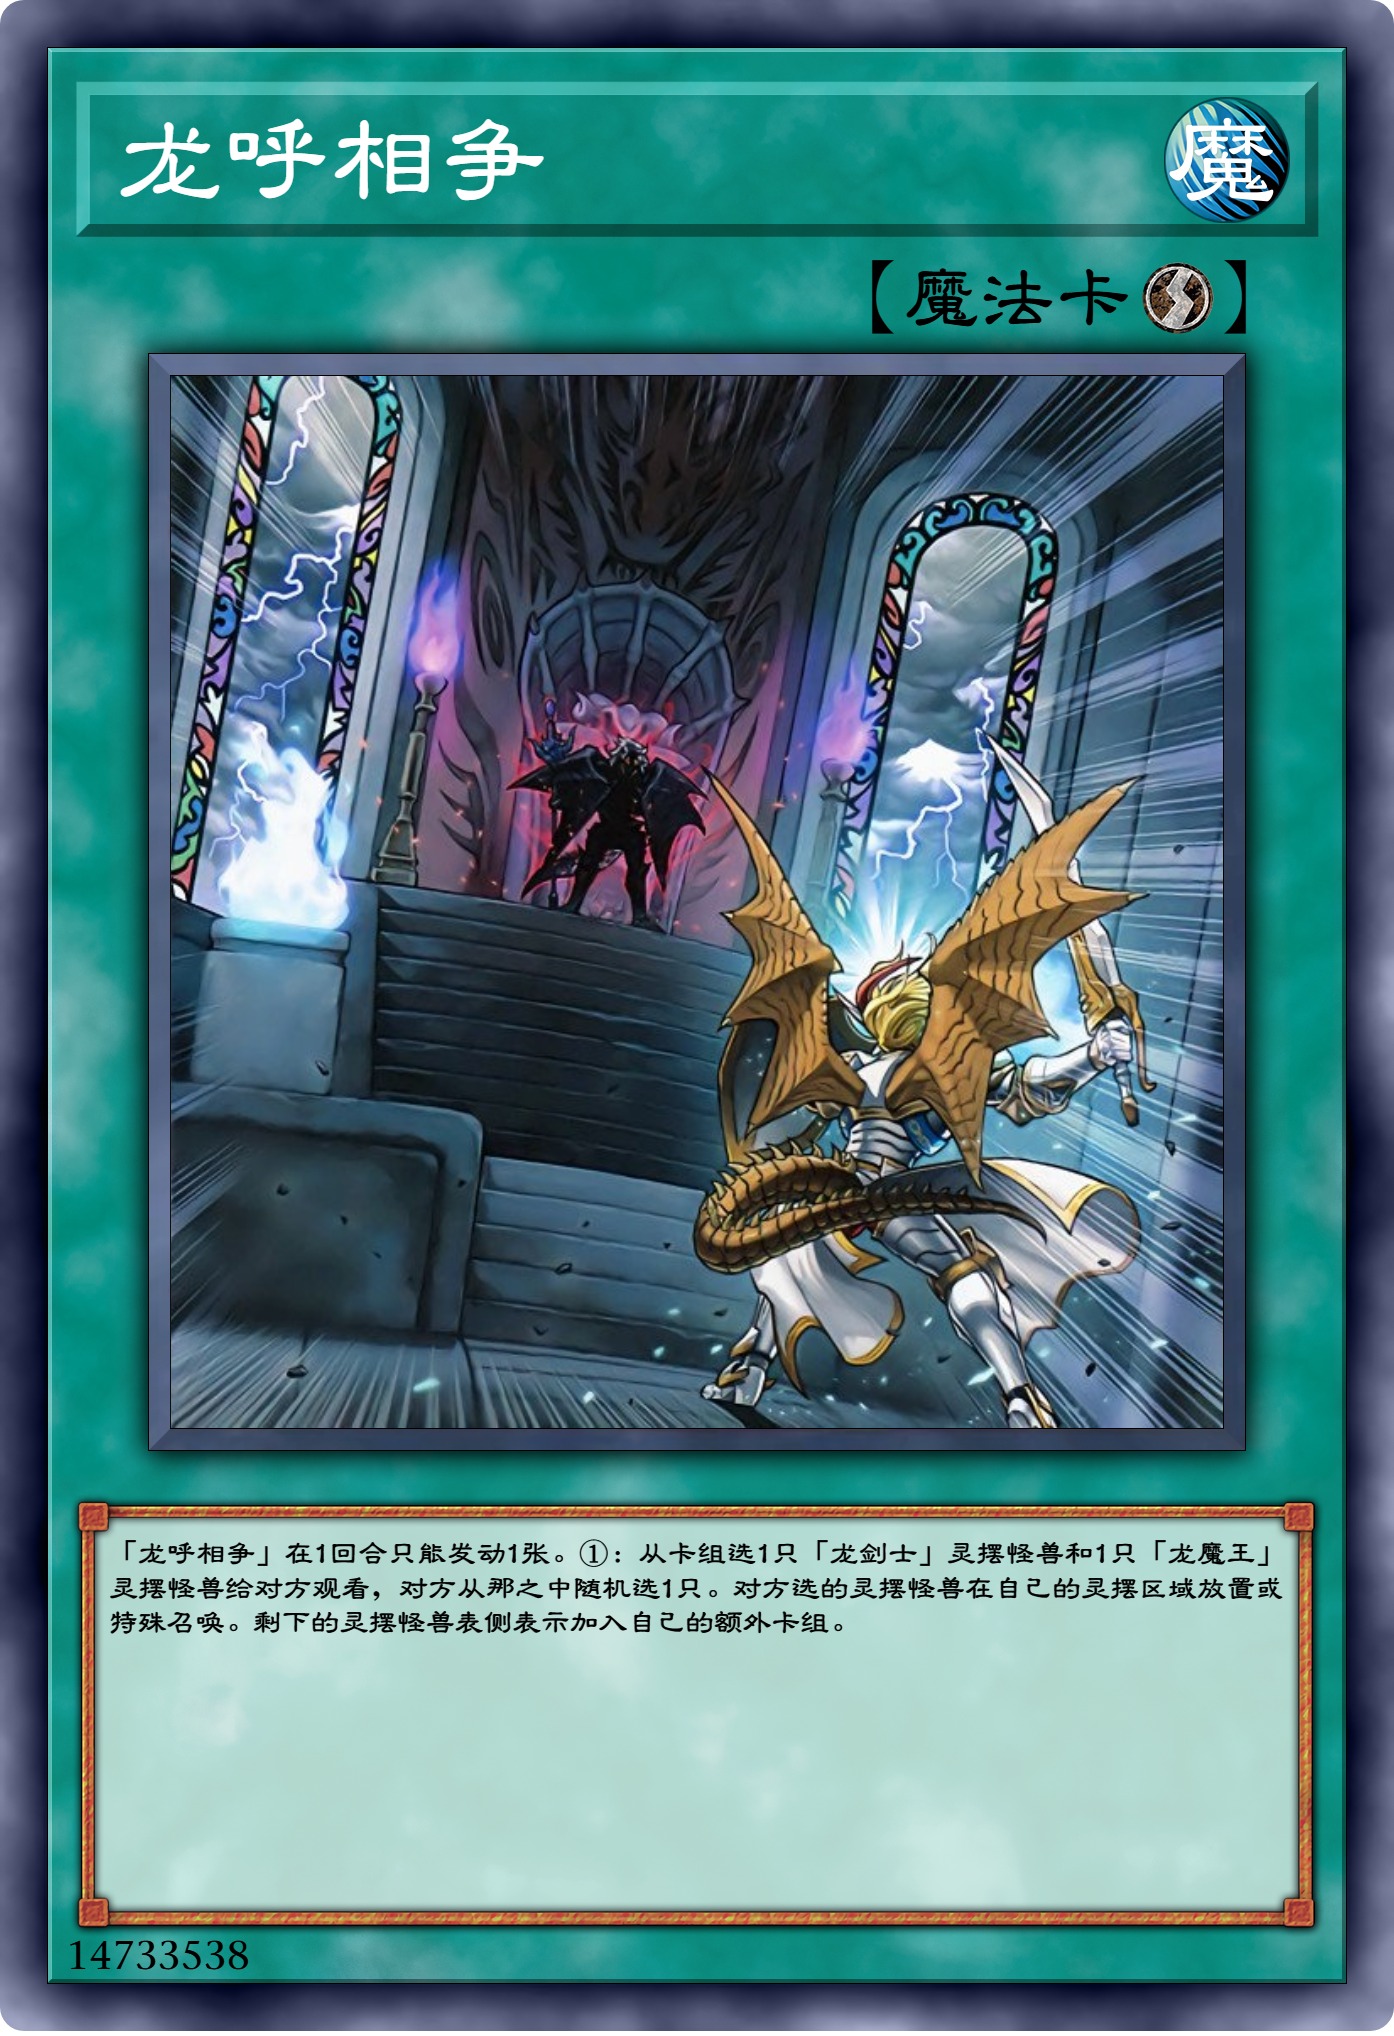 龙呼相争
魔
【魔法卡】
「龙呼相争」在1回合只能发动1张。①：从卡组选1只「龙剑士」灵摆怪兽和1只「龙魔王」
灵摆怪兽给对方观看，对方从那之中随机选1只。对方选的灵摆怪兽在自己的灵摆区域放置或
特殊召唤。剩下的灵摆怪兽表侧表示加入自己的额外卡组。
14733538